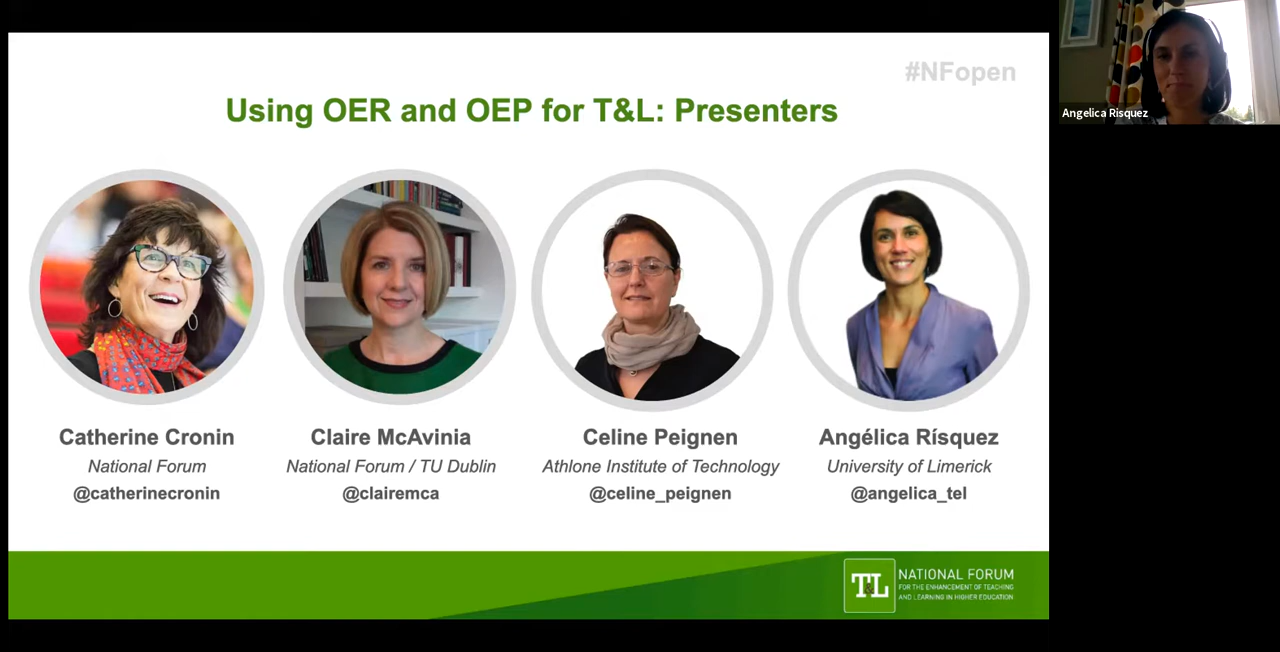 #NFopen
Using OER and OEP for T&L: Presenters
Catherine Cronin
National Forum
@catherinecronin
Claire McAvinia
National Forum / TU Dublin
@clairemca
Celine Peignen
Athlone Institute of Technology
@celine_peignen
Angélica Rísquez
University of Limerick
@angelica_tel
T&L
NATIONAL FORUM
FOR THE ENHANCEMENT OF TEACHING
AND LEARNING IN HIGHER EDUCATION
Angelica Risquez